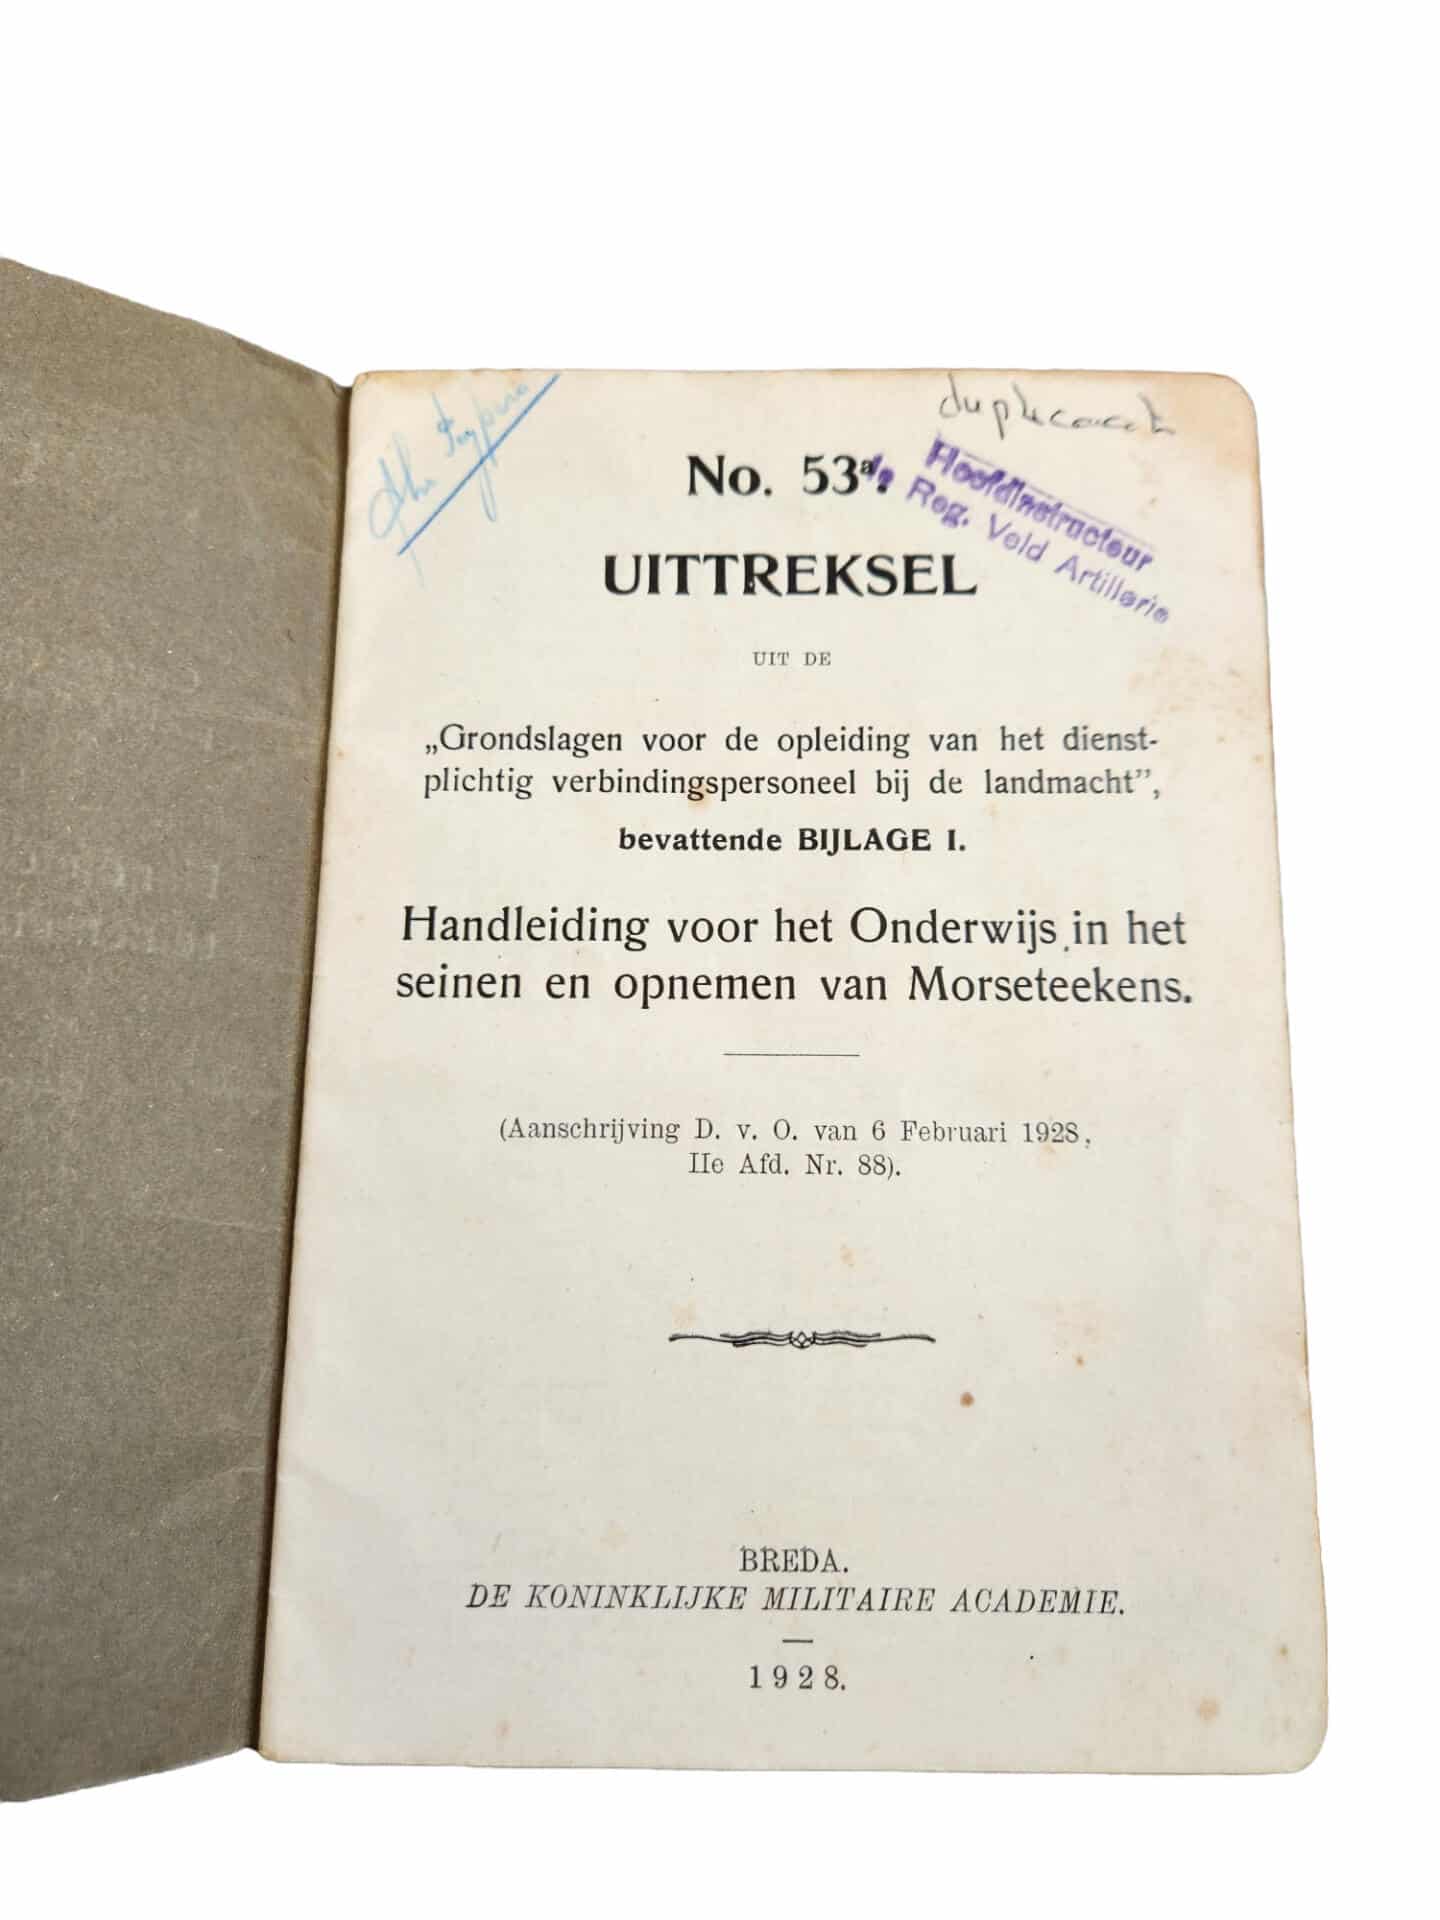 duplicaat
No. 53a.
Hoofdinstructeur
Reg. Veld Artillerie
UITTREKSEL
UIT DE
„Grondslagen voor de opleiding van het dienst-
plichtig verbindingspersoneel bij de landmacht”,
bevattende BIJLAGE I.
Handleiding voor het Onderwijs in het
seinen en opnemen van Morseteekens.
(Aanschrijving D. v. O. van 6 Februari 1928,
IIe Afd. Nr. 88).
BREDA.
DE KONINKLIJKE MILITAIRE ACADEMIE.
1928.